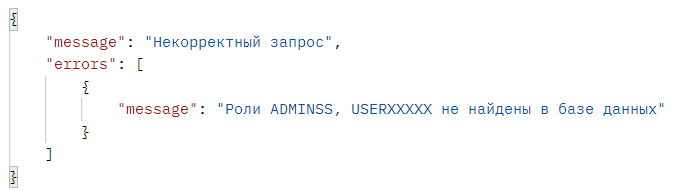 {
"message": "Некорректный запрос",
"errors": [
{
"message": "Роли ADMINSS, USERXXXXX не найдены в базе данных"
}
]
}